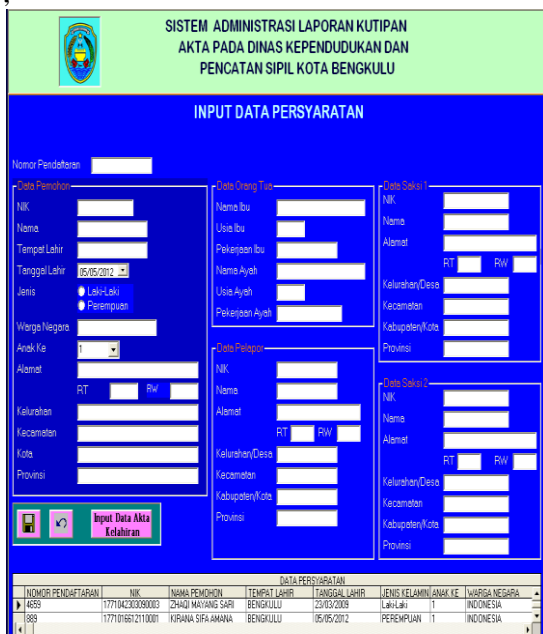 SISTEM ADMINISTRASI LAPORAN KUTIPAN
AKTA PADA DINAS KEPENDUDUKAN DAN
PENCATAN SIPIL KOTA BENGKULU
INPUT DATA PERSYARATAN
Nomor Pendaftaran
Data Pemohon
NIK
Nama
Tempat Lahir
Tanggal Lahir 05/05/2012
Jenis Laki-Laki
Perempuan
Warga Negara
Anak Ke 1
Alamat
RT RW
Kelurahan
Kecamatan
Kota
Provinsi
Data Orang Tua
Nama Ibu
Usia Ibu
Pekerjaan Ibu
Nama Ayah
Usia Ayah
Pekerjaan Ayah
Data Pelapor
NIK
Nama
Alamat
RT RW
Kelurahan/Desa
Kecamatan
Kabupaten/Kota
Provinsi
Data Saksi 1
NIK
Nama
Alamat
RT RW
Kelurahan/Desa
Kecamatan
Kabupaten/Kota
Provinsi
Data Saksi 2
NIK
Nama
Alamat
RT RW
Kelurahan/Desa
Kecamatan
Kabupaten/Kota
Provinsi
Input Data Akta
Kelahiran
DATA PERSYARATAN
NOMOR PENDAFTARAN NIK NAMA PEMOHON TEMPAT LAHIR TANGGAL LAHIR JENIS KELAMIN ANAK KE WARGA NEGARA
4659 1771042303090003 ZHAQI MAYANG SARI BENGKULU 23/03/2009 Laki-Laki 1 INDONESIA
889 1771016612110001 KIRANA SIFA AMANA BENGKULU 05/05/2012 PEREMPUAN 1 INDONESIA